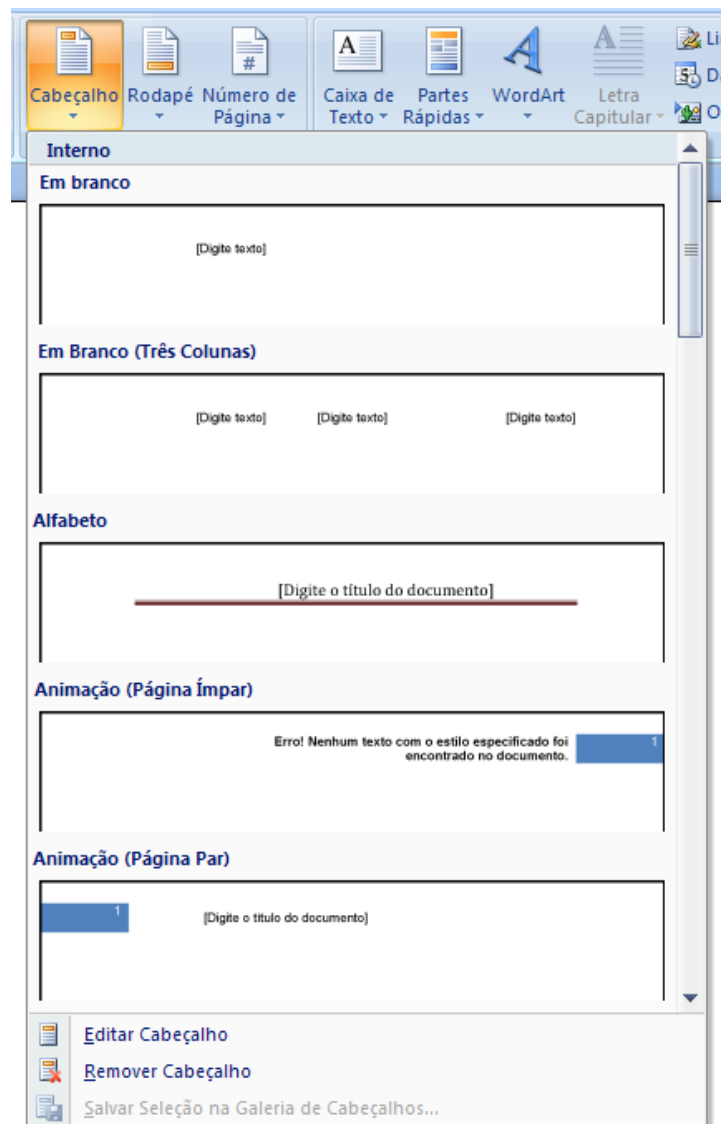 Cabeçalho Rodapé Número de Página
Caixa de Texto Partes Rápidas WordArt Letra Capitular
Interno
Em branco
[Digite texto]
Em Branco (Três Colunas)
[Digite texto] [Digite texto] [Digite texto]
Alfabeto
[Digite o título do documento]
Animação (Página Ímpar)
Erro! Nenhum texto com o estilo especificado foi 1
encontrado no documento.
Animação (Página Par)
1 [Digite o título do documento]
Editar Cabeçalho
Remover Cabeçalho
Salvar Seleção na Galeria de Cabeçalhos...